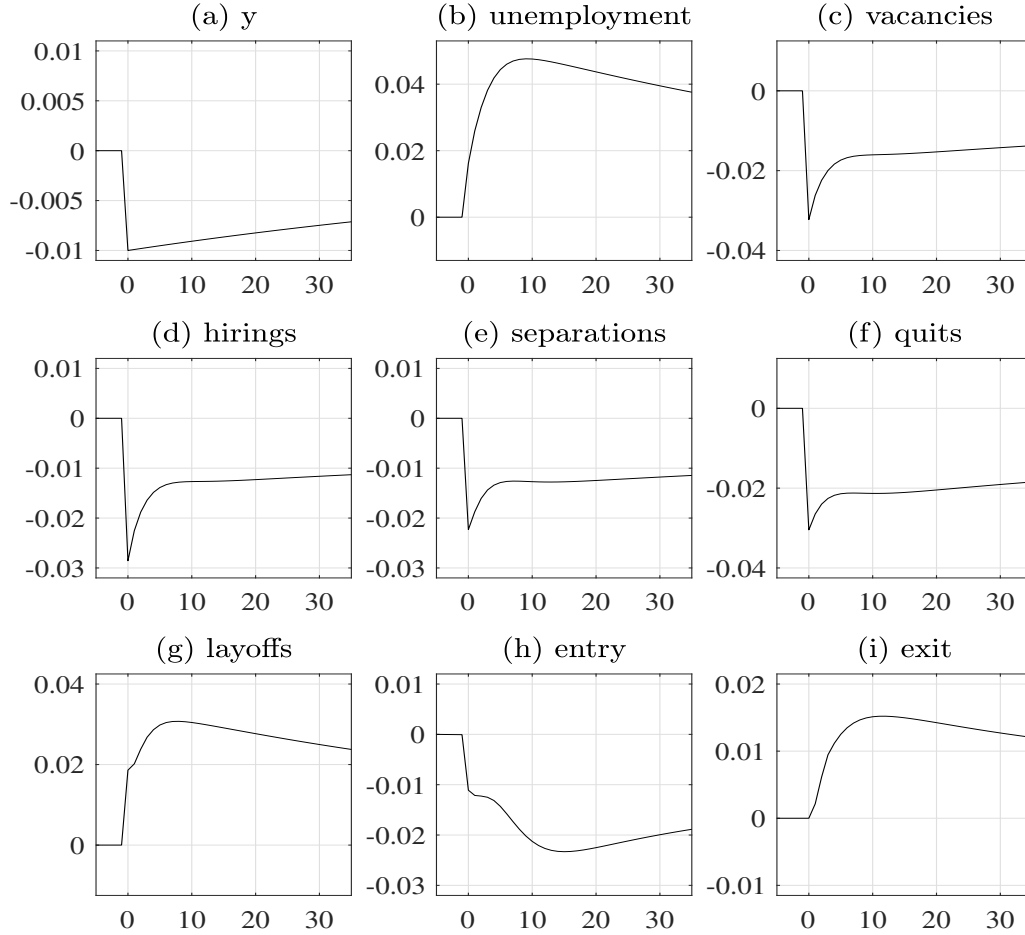 (a) y
0.01
0.005
0
-0.005
-0.01
0 10 20 30
(b) unemployment
0.04
0.02
0
0 10 20 30
(c) vacancies
0
-0.02
-0.04
0 10 20 30
(d) hirings
0.01
0
-0.01
-0.02
-0.03
0 10 20 30
(e) separations
0.01
0
-0.01
-0.02
-0.03
0 10 20 30
(f) quits
0
-0.02
-0.04
0 10 20 30
(g) layoffs
0.04
0.02
0
0 10 20 30
(h) entry
0.01
0
-0.01
-0.02
-0.03
0 10 20 30
(i) exit
0.02
0.01
0
-0.01
0 10 20 30